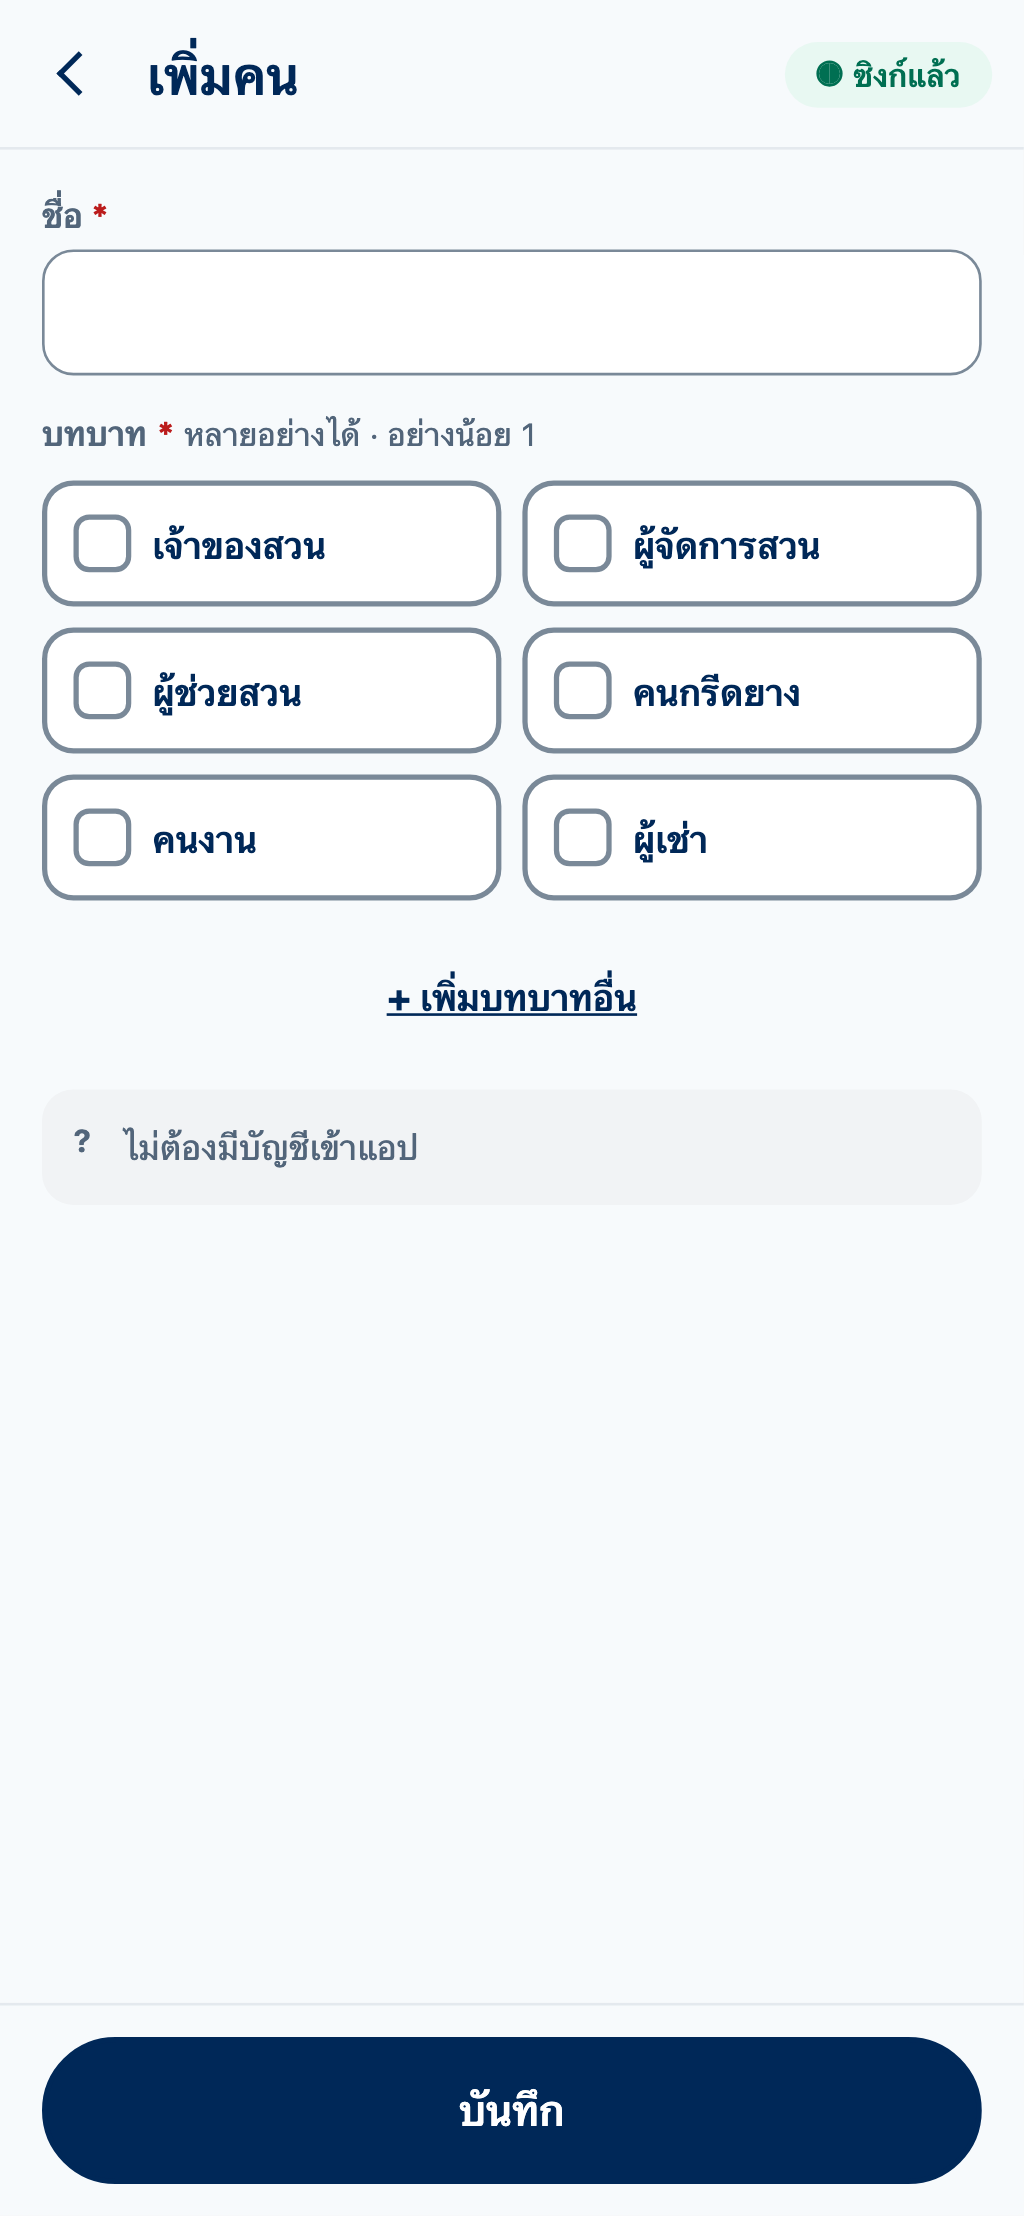 เพิ่มคน
ซิงก์แล้ว
ชื่อ *
บทบาท * หลายอย่างได้ · อย่างน้อย 1
เจ้าของสวน
ผู้จัดการสวน
ผู้ช่วยสวน
คนกรีดยาง
คนงาน
ผู้เช่า
+ เพิ่มบทบาทอื่น
? ไม่ต้องมีบัญชีเข้าแอป
บันทึก